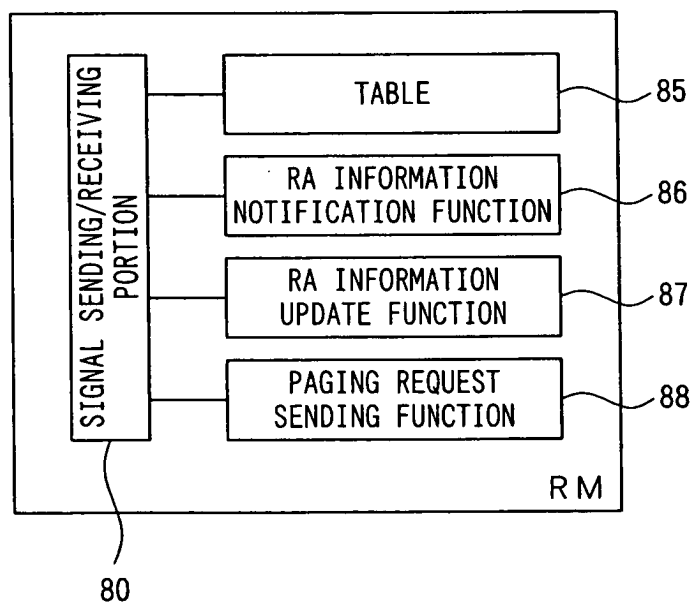 SIGNAL SENDING/RECEIVING
PORTION
TABLE
85
RA INFORMATION
NOTIFICATION FUNCTION
86
RA INFORMATION
UPDATE FUNCTION
87
PAGING REQUEST
SENDING FUNCTION
88
RM
80